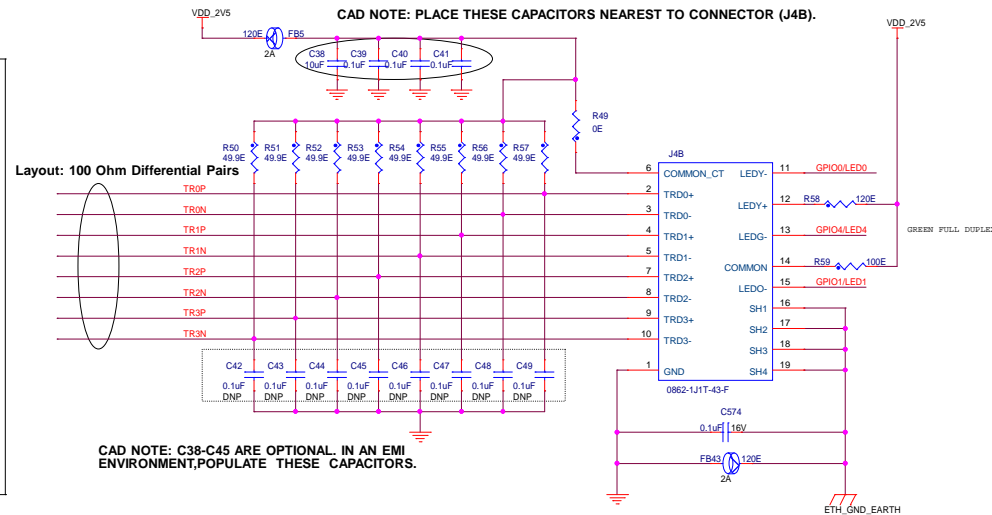 CAD NOTE: PLACE THESE CAPACITORS NEAREST TO CONNECTOR (J4B).
VDD_2V5
VDD_2V5
120E
FB5
2A
C38
10uF
C39
0.1uF
C40
0.1uF
C41
0.1uF
R49
0E
R50
49.9E
R51
49.9E
R52
49.9E
R53
49.9E
R54
49.9E
R55
49.9E
R56
49.9E
R57
49.9E
Layout: 100 Ohm Differential Pairs
TR0P
TR0N
TR1P
TR1N
TR2P
TR2N
TR3P
TR3N
J4B
6 COMMON_CT
2 TRD0+
3 TRD0-
4 TRD1+
5 TRD1-
7 TRD2+
8 TRD2-
9 TRD3+
10 TRD3-
1 GND
LEDY- 11 GPIO0/LED0
LEDY+ 12 R58 120E
LEDG- 13 GPIO4/LED4
COMMON 14 R59 100E
LEDO- 15 GPIO1/LED1
SH1 16
SH2 17
SH3 18
SH4 19
0862-1J1T-43-F
GREEN FULL DUPLEX
C42
0.1uF
DNP
C43
0.1uF
DNP
C44
0.1uF
DNP
C45
0.1uF
DNP
C46
0.1uF
DNP
C47
0.1uF
DNP
C48
0.1uF
DNP
C49
0.1uF
DNP
C574
0.1uF 16V
FB43 120E
2A
ETH_GND_EARTH
CAD NOTE: C38-C45 ARE OPTIONAL. IN AN EMI
ENVIRONMENT,POPULATE THESE CAPACITORS.